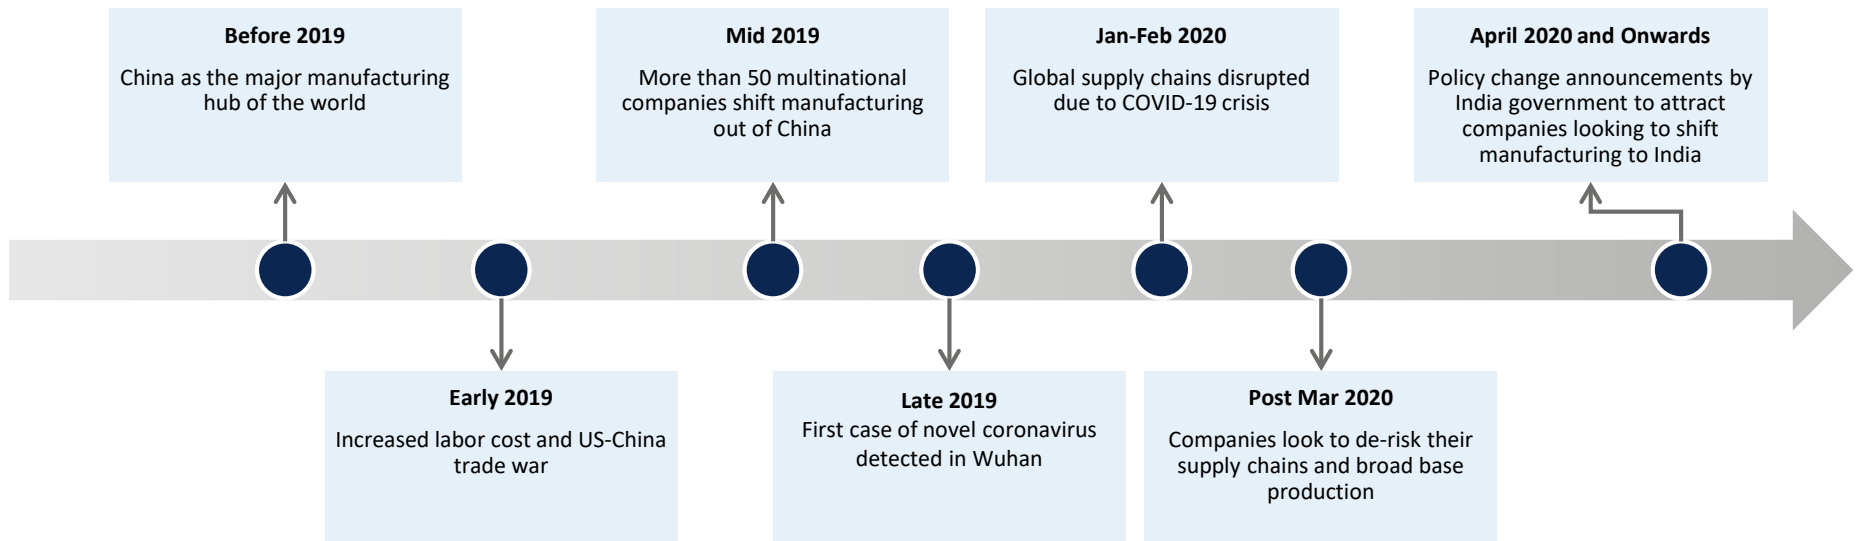 Before 2019
China as the major manufacturing
hub of the world
Early 2019
Increased labor cost and US-China
trade war
Mid 2019
More than 50 multinational
companies shift manufacturing
out of China
Late 2019
First case of novel coronavirus
detected in Wuhan
Jan-Feb 2020
Global supply chains disrupted
due to COVID-19 crisis
Post Mar 2020
Companies look to de-risk their
supply chains and broad base
production
April 2020 and Onwards
Policy change announcements by
India government to attract
companies looking to shift
manufacturing to India